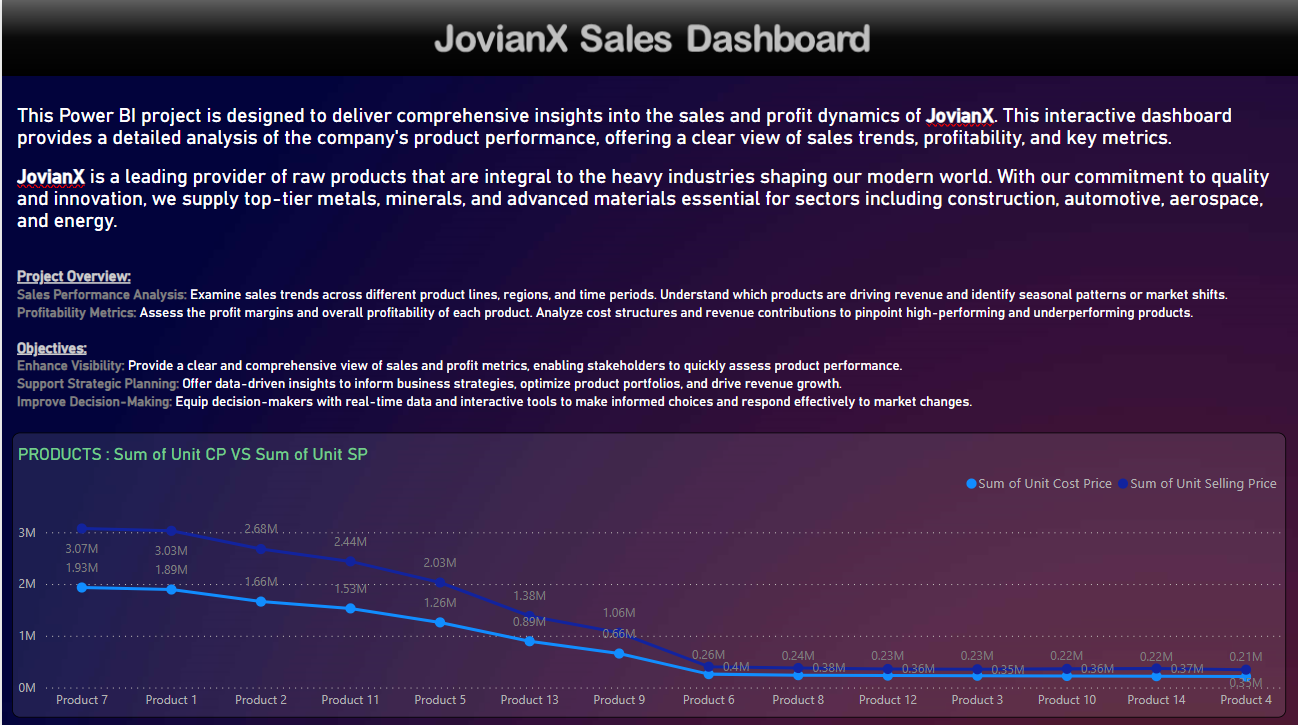 JovianX Sales Dashboard
This Power BI project is designed to deliver comprehensive insights into the sales and profit dynamics of JovianX. This interactive dashboard
provides a detailed analysis of the company's product performance, offering a clear view of sales trends, profitability, and key metrics.
JovianX is a leading provider of raw products that are integral to the heavy industries shaping our modern world. With our commitment to quality
and innovation, we supply top-tier metals, minerals, and advanced materials essential for sectors including construction, automotive, aerospace,
and energy.
Project Overview:
Sales Performance Analysis: Examine sales trends across different product lines, regions, and time periods. Understand which products are driving revenue and identify seasonal patterns or market shifts.
Profitability Metrics: Assess the profit margins and overall profitability of each product. Analyze cost structures and revenue contributions to pinpoint high-performing and underperforming products.
Objectives:
Enhance Visibility: Provide a clear and comprehensive view of sales and profit metrics, enabling stakeholders to quickly assess product performance.
Support Strategic Planning: Offer data-driven insights to inform business strategies, optimize product portfolios, and drive revenue growth.
Improve Decision-Making: Equip decision-makers with real-time data and interactive tools to make informed choices and respond effectively to market changes.
PRODUCTS : Sum of Unit CP VS Sum of Unit SP
Sum of Unit Cost Price Sum of Unit Selling Price
3M
2M
1M
0M
3.07M 3.03M 2.68M 2.44M 2.03M 1.38M 1.06M 0.4M 0.38M 0.36M 0.35M 0.36M 0.37M 0.35M
1.93M 1.89M 1.66M 1.53M 1.26M 0.89M 0.66M 0.26M 0.24M 0.23M 0.23M 0.22M 0.22M 0.21M
Product 7 Product 1 Product 2 Product 11 Product 5 Product 13 Product 9 Product 6 Product 8 Product 12 Product 3 Product 10 Product 14 Product 4